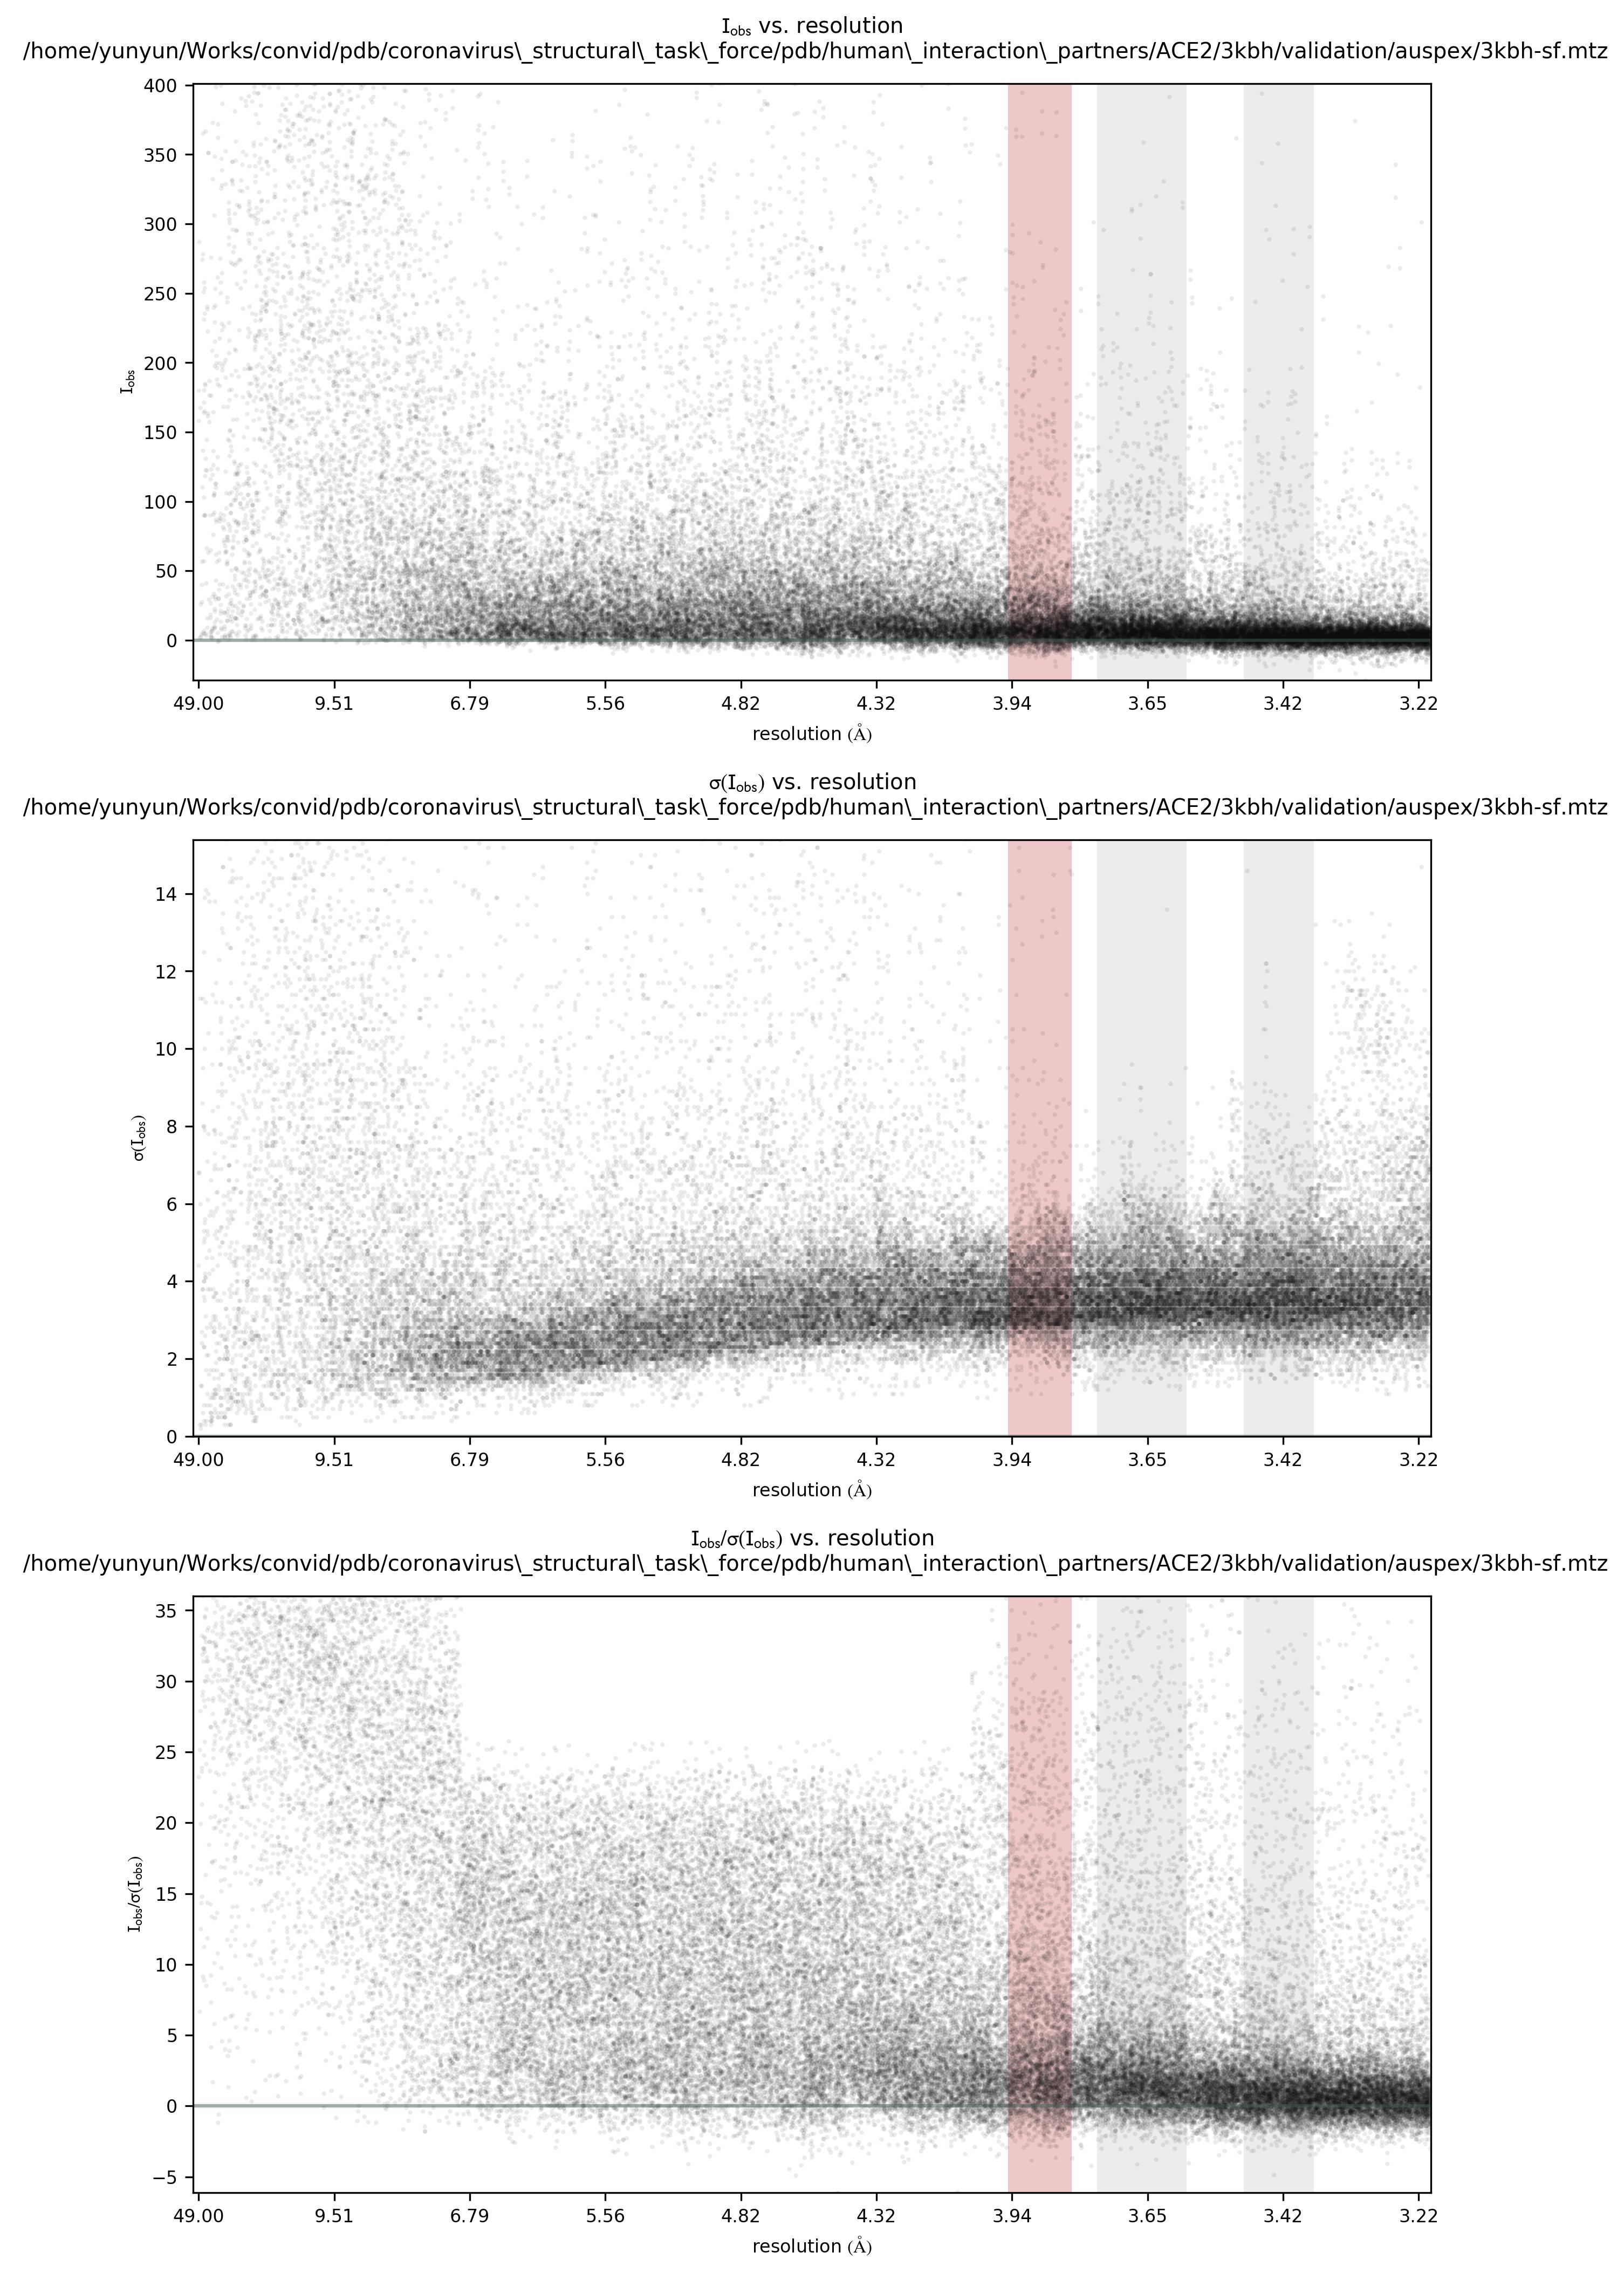 I_obs vs. resolution
/home/yunyun/Works/convid/pdb/coronavirus\_structural\_task\_force/pdb/human\_interaction\_partners/ACE2/3kbh/validation/auspex/3kbh-sf.mtz
400
350
300
250
200
150
100
50
0
I_obs
49.00 9.51 6.79 5.56 4.82 4.32 3.94 3.65 3.42 3.22
resolution (Å)
σ(I_obs) vs. resolution
/home/yunyun/Works/convid/pdb/coronavirus\_structural\_task\_force/pdb/human\_interaction\_partners/ACE2/3kbh/validation/auspex/3kbh-sf.mtz
14
12
10
8
6
4
2
0
σ(I_obs)
49.00 9.51 6.79 5.56 4.82 4.32 3.94 3.65 3.42 3.22
resolution (Å)
I_obs/σ(I_obs) vs. resolution
/home/yunyun/Works/convid/pdb/coronavirus\_structural\_task\_force/pdb/human\_interaction\_partners/ACE2/3kbh/validation/auspex/3kbh-sf.mtz
35
30
25
20
15
10
5
0
−5
I_obs/σ(I_obs)
49.00 9.51 6.79 5.56 4.82 4.32 3.94 3.65 3.42 3.22
resolution (Å)